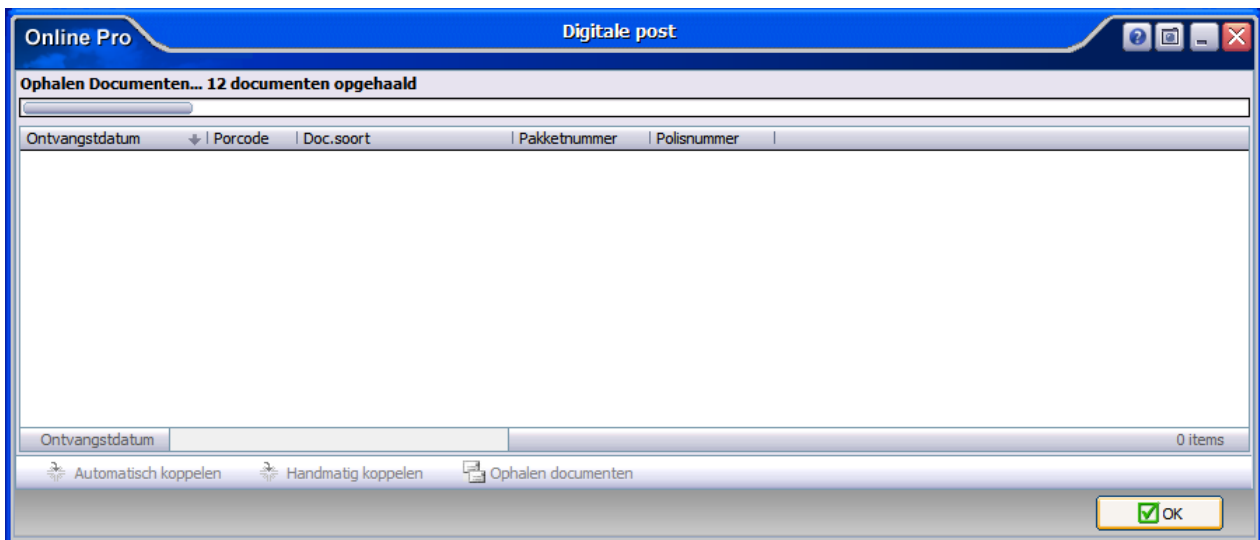 Online Pro
Digitale post
Ophalen Documenten... 12 documenten opgehaald
Ontvangstdatum Porcode Doc.soort Pakketnummer Polisnummer
Ontvangstdatum 0 items
Automatisch koppelen Handmatig koppelen Ophalen documenten
OK